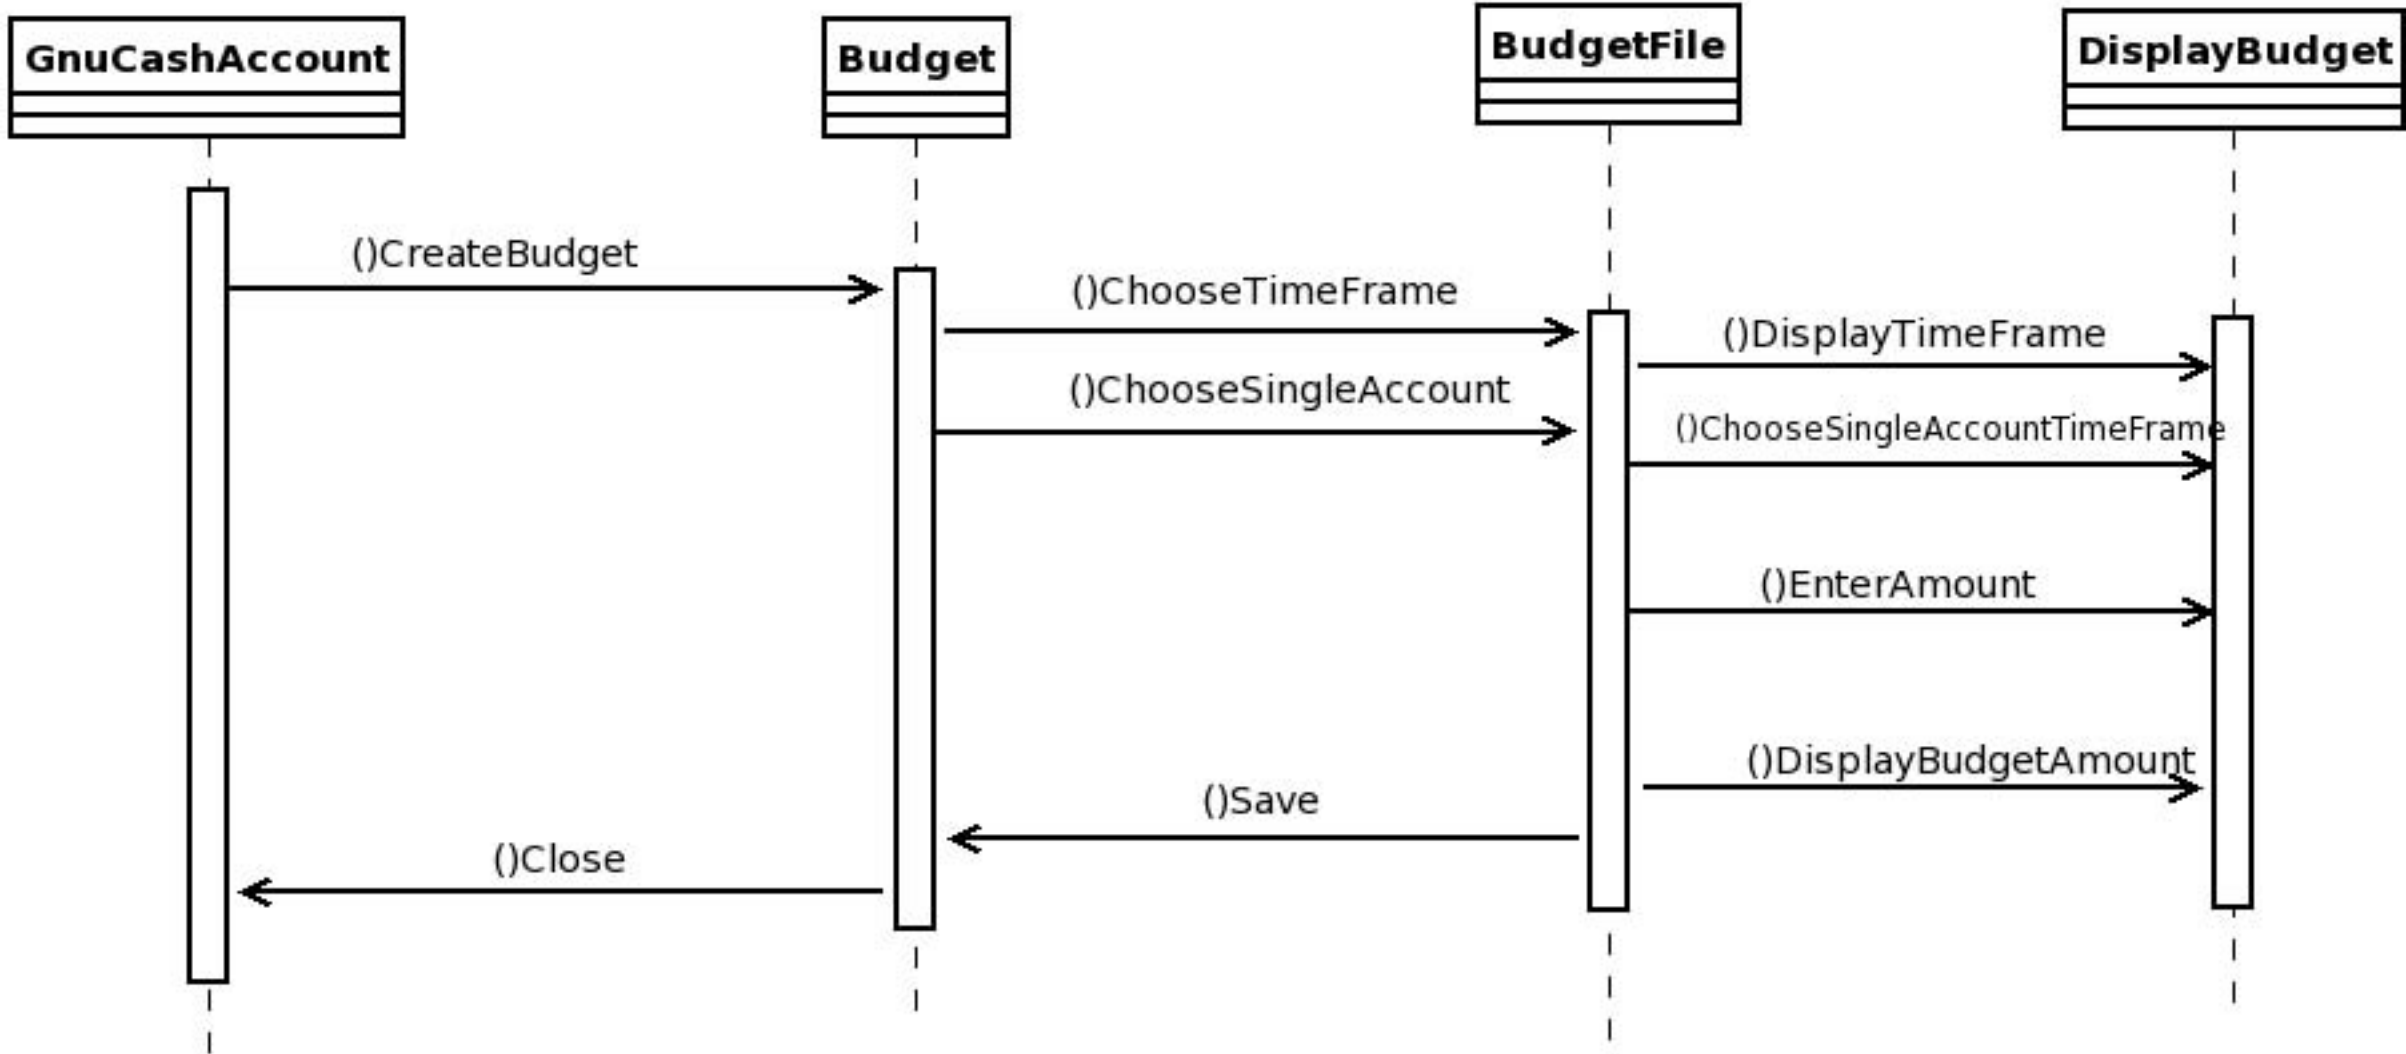 GnuCashAccount
Budget
BudgetFile
DisplayBudget
()CreateBudget
()ChooseTimeFrame
()DisplayTimeFrame
()ChooseSingleAccount
()ChooseSingleAccountTimeFrame
()EnterAmount
()DisplayBudgetAmount
()Save
()Close